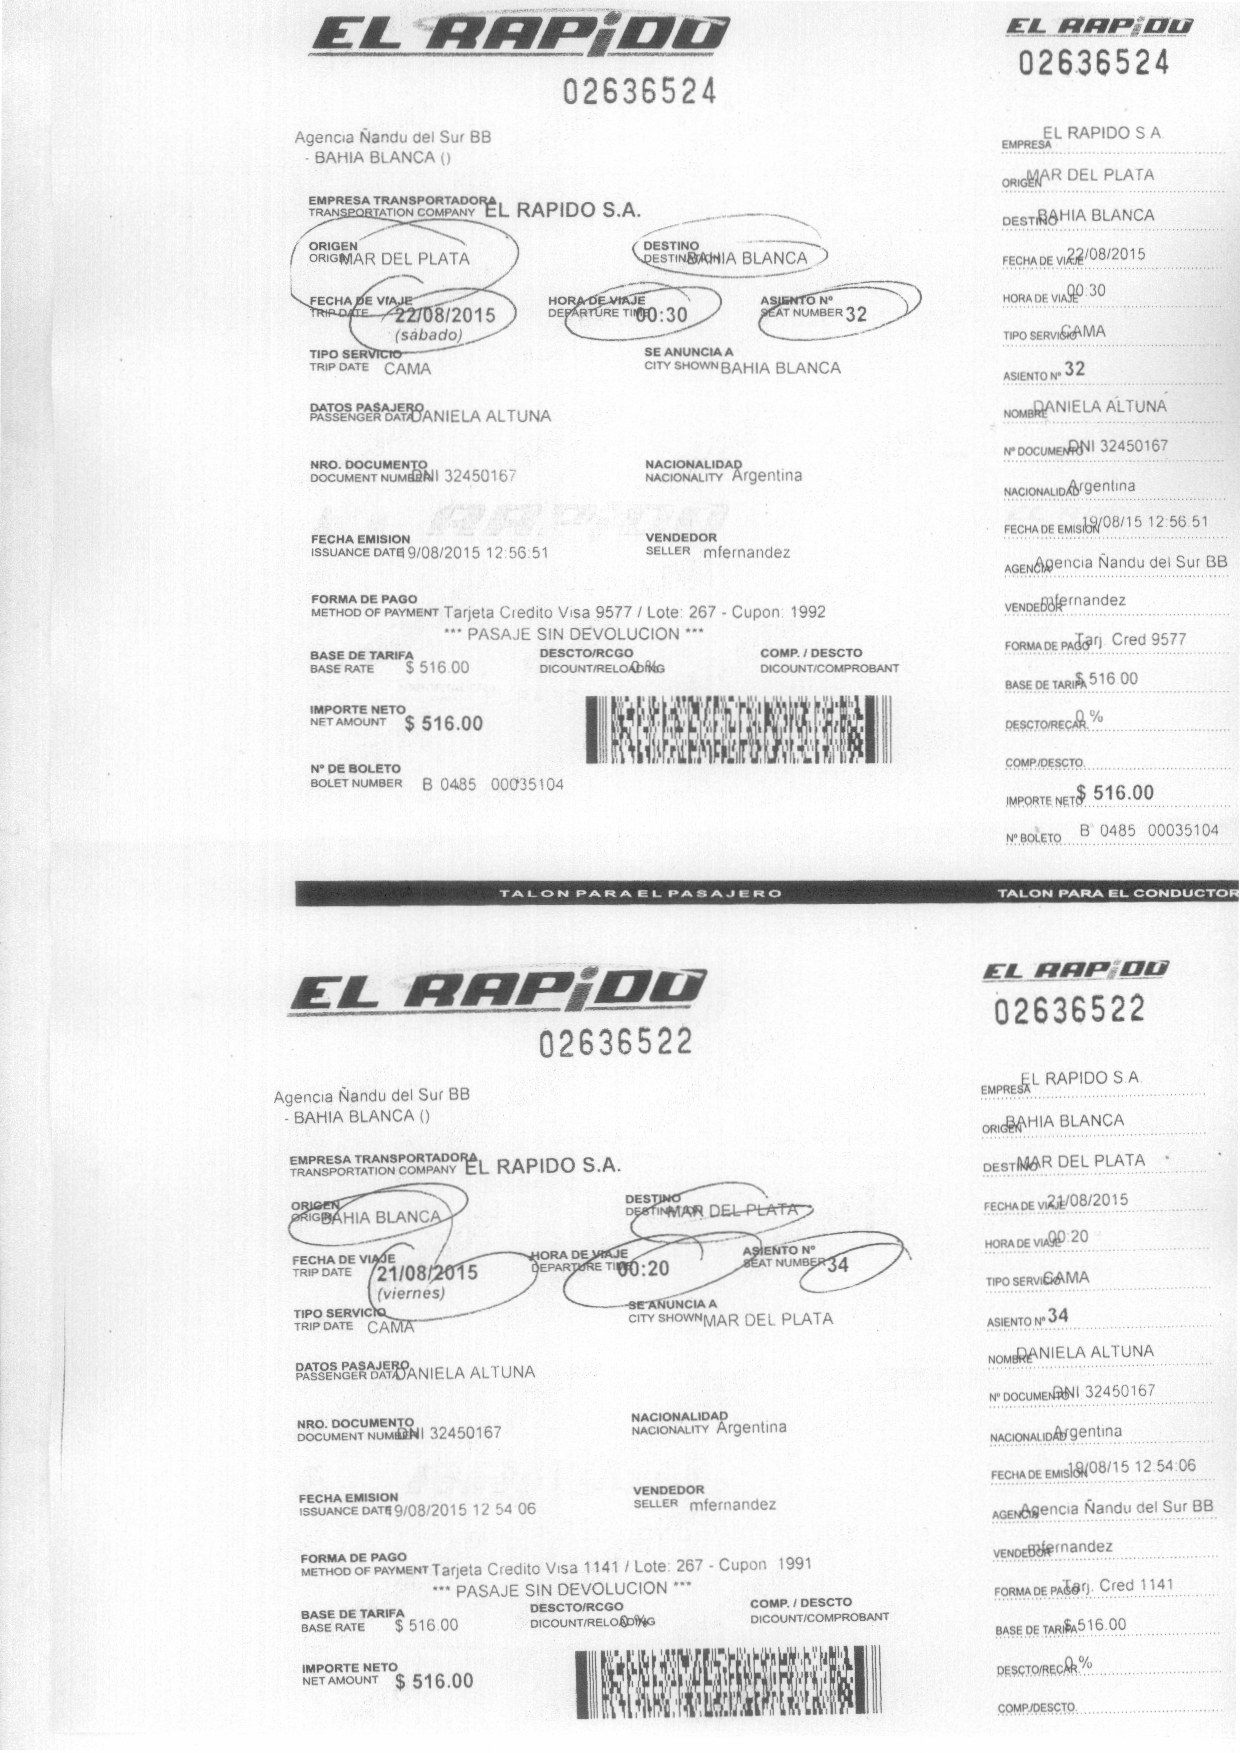 EL RAPiDO
02636524
Agencia Ñandu del Sur BB
- BAHIA BLANCA ()
EMPRESA TRANSPORTADORA
TRANSPORTATION COMPANY EL RAPIDO S.A.
ORIGEN DESTINO
MAR DEL PLATA BAHIA BLANCA
FECHA DE VIAJE HORA DE VIAJE ASIENTO Nº
TRIP DATE 22/08/2015 DEPARTURE TIME 00:30 SEAT NUMBER 32
(sábado)
TIPO SERVICIO SE ANUNCIA A
TRIP DATE CAMA CITY SHOWN BAHIA BLANCA
DATOS PASAJERO
PASSENGER DATA DANIELA ALTUNA
NRO. DOCUMENTO NACIONALIDAD
DOCUMENT NUMBER DNI 32450167 NACIONALITY Argentina
FECHA EMISION VENDEDOR
ISSUANCE DATE 19/08/2015 12:56:51 SELLER mfernandez
FORMA DE PAGO
METHOD OF PAYMENT Tarjeta Credito Visa 9577 / Lote: 267 - Cupon: 1992
*** PASAJE SIN DEVOLUCION ***
BASE DE TARIFA DESCTO/RCGO COMP. / DESCTO
BASE RATE $ 516.00 DICOUNT/RELOADING 0 % DICOUNT/COMPROBANT
IMPORTE NETO
NET AMOUNT $ 516.00
Nº DE BOLETO
BOLET NUMBER B 0485 00035104
TALON PARA EL PASAJERO
EL RAPiDO
02636524
EMPRESA EL RAPIDO S.A.
ORIGEN MAR DEL PLATA
DESTINO BAHIA BLANCA
FECHA DE VIAJE 22/08/2015
HORA DE VIAJE 00:30
TIPO SERVICIO CAMA
ASIENTO Nº 32
NOMBRE DANIELA ALTUNA
Nº DOCUMENTO DNI 32450167
NACIONALIDAD Argentina
FECHA DE EMISION 19/08/15 12:56:51
AGENCIA Agencia Ñandu del Sur BB
VENDEDOR mfernandez
FORMA DE PAGO Tarj. Cred 9577
BASE DE TARIFA $ 516.00
DESCTO/RECAR. 0 %
COMP./DESCTO.
IMPORTE NETO $ 516.00
Nº BOLETO B 0485 00035104
TALON PARA EL CONDUCTOR
EL RAPiDO
02636522
Agencia Ñandu del Sur BB
- BAHIA BLANCA ()
EMPRESA TRANSPORTADORA
TRANSPORTATION COMPANY EL RAPIDO S.A.
ORIGEN DESTINO
BAHIA BLANCA MAR DEL PLATA
FECHA DE VIAJE HORA DE VIAJE ASIENTO Nº
TRIP DATE 21/08/2015 DEPARTURE TIME 00:20 SEAT NUMBER 34
(viernes)
TIPO SERVICIO SE ANUNCIA A
TRIP DATE CAMA CITY SHOWN MAR DEL PLATA
DATOS PASAJERO
PASSENGER DATA DANIELA ALTUNA
NRO. DOCUMENTO NACIONALIDAD
DOCUMENT NUMBER DNI 32450167 NACIONALITY Argentina
FECHA EMISION VENDEDOR
ISSUANCE DATE 19/08/2015 12:54:06 SELLER mfernandez
FORMA DE PAGO
METHOD OF PAYMENT Tarjeta Credito Visa 1141 / Lote: 267 - Cupon: 1991
*** PASAJE SIN DEVOLUCION ***
BASE DE TARIFA DESCTO/RCGO COMP. / DESCTO
BASE RATE $ 516.00 DICOUNT/RELOADING 0 % DICOUNT/COMPROBANT
IMPORTE NETO
NET AMOUNT $ 516.00
EL RAPiDO
02636522
EMPRESA EL RAPIDO S.A.
ORIGEN BAHIA BLANCA
DESTINO MAR DEL PLATA
FECHA DE VIAJE 21/08/2015
HORA DE VIAJE 00:20
TIPO SERVICIO CAMA
ASIENTO Nº 34
NOMBRE DANIELA ALTUNA
Nº DOCUMENTO DNI 32450167
NACIONALIDAD Argentina
FECHA DE EMISION 19/08/15 12:54:06
AGENCIA Agencia Ñandu del Sur BB
VENDEDOR mfernandez
FORMA DE PAGO Tarj. Cred 1141
BASE DE TARIFA $ 516.00
DESCTO/RECAR. 0 %
COMP./DESCTO.